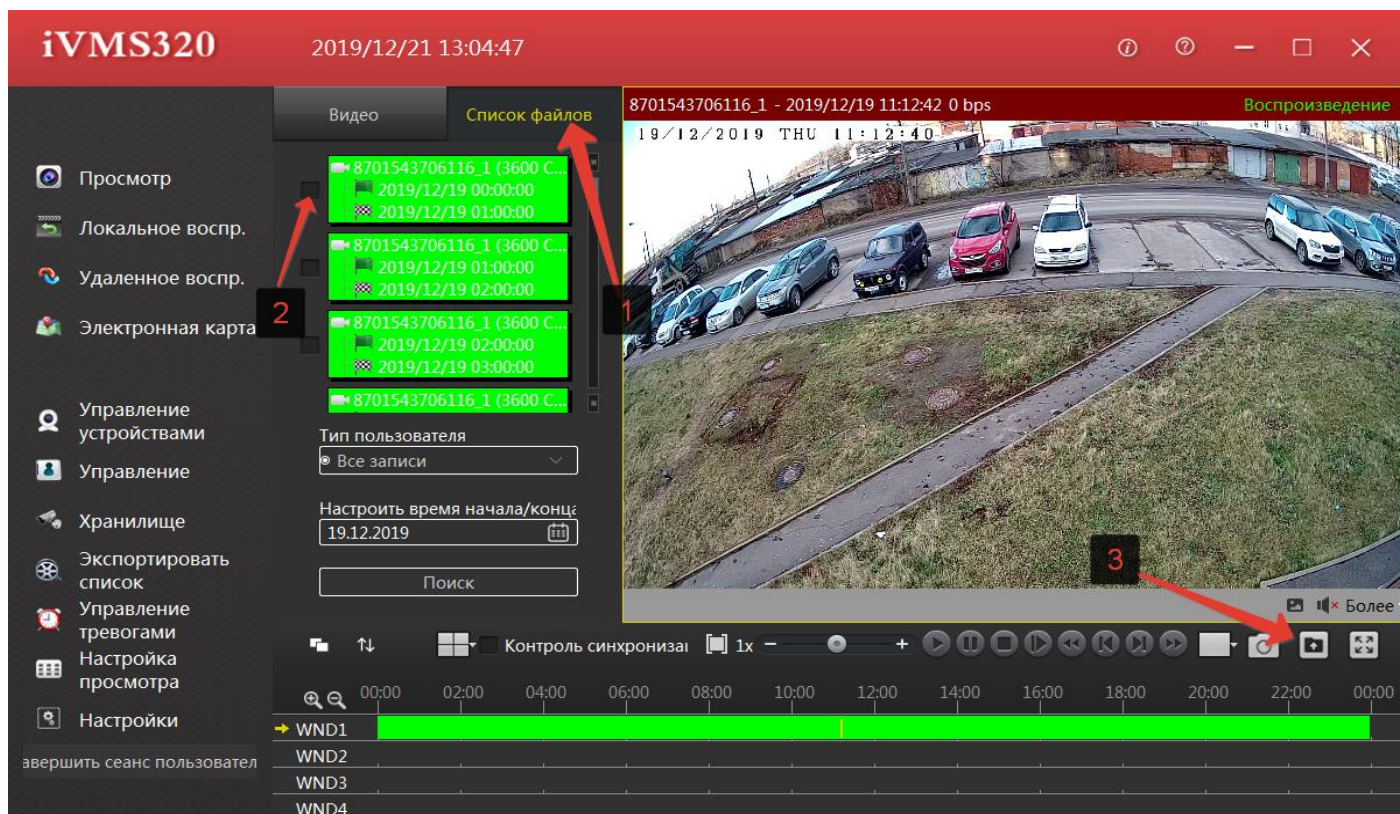 iVMS320
2019/12/21 13:04:47
Просмотр
Локальное воспр.
Удаленное воспр.
Электронная карта
Управление
устройствами
Управление
Хранилище
Экспортировать
список
Управление
тревогами
Настройка
просмотра
Настройки
авершить сеанс пользовател
Видео
Список файлов
8701543706116_1 (3600 C...
2019/12/19 00:00:00
2019/12/19 01:00:00
8701543706116_1 (3600 C...
2019/12/19 01:00:00
2019/12/19 02:00:00
8701543706116_1 (3600 C...
2019/12/19 02:00:00
2019/12/19 03:00:00
8701543706116_1 (3600 C...
1
2
Тип пользователя
Все записи
Настроить время начала/конца
19.12.2019
Поиск
8701543706116_1 - 2019/12/19 11:12:42 0 bps
Воспроизведение
19/12/2019 THU 11:12:40
3
Более
Контроль синхронизац
1x
00:00 02:00 04:00 06:00 08:00 10:00 12:00 14:00 16:00 18:00 20:00 22:00 00:00
WND1
WND2
WND3
WND4